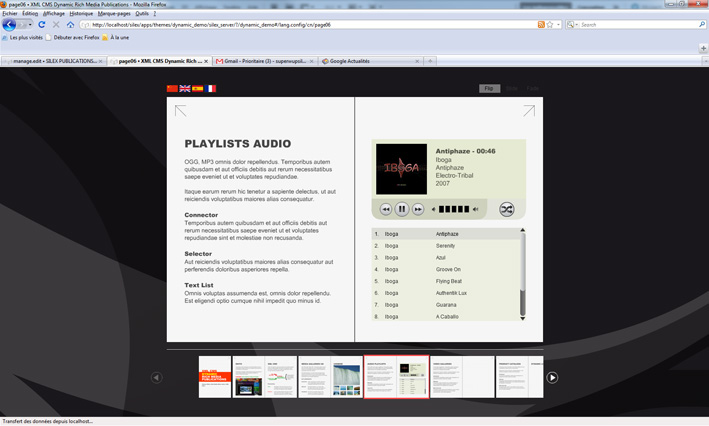 page06 • XML CMS Dynamic Rich Media Publications - Mozilla Firefox
Fichier Édition Affichage Historique Marque-pages Outils ?
http://localhost/silex/apps/themes/dynamic_demo/silex_server/?/dynamic_demo#/lang.config/cn/page06
Search
Les plus visités Débuter avec Firefox À la une
manage.edit • SILEX PUBLICATIONS...
page06 • XML CMS Dynamic Rich ...
Gmail - Prioritaire (3) - superwupsil...
Google Actualités
Flip
PLAYLISTS AUDIO
OGG, MP3 omnis dolor repellendus. Temporibus autem
quibusdam et aut officiis debitis aut rerum necessitatibus
saepe eveniet ut et voluptates repudiandae.
Itaque earum rerum hic tenetur a sapiente delectus, ut aut
reiciendis voluptatibus maiores alias consequatur.
Connector
Temporibus autem quibusdam et aut officiis debitis aut
rerum necessitatibus saepe eveniet ut et voluptates
repudiandae sint et molestiae non recusanda.
Selector
Aut reiciendis voluptatibus maiores alias consequatur aut
perferendis doloribus asperiores repella.
Text List
Omnis voluptas assumenda est, omnis dolor repellendus.
Est eligendi optio cumque nihil impedit quo minus id.
IBOGA
Antiphaze - 00:46
Iboga
Antiphaze
Electro-Tribal
2007
1. Iboga Antiphaze
2. Iboga Serenity
3. Iboga Azul
4. Iboga Groove On
5. Iboga Flying Beat
6. Iboga Authentik Lux
7. Iboga Guarana
8. Iboga A Caballo
XML CMS
DYNAMIC
RICH MEDIA
PUBLICATIONS
Transfert des données depuis localhost...